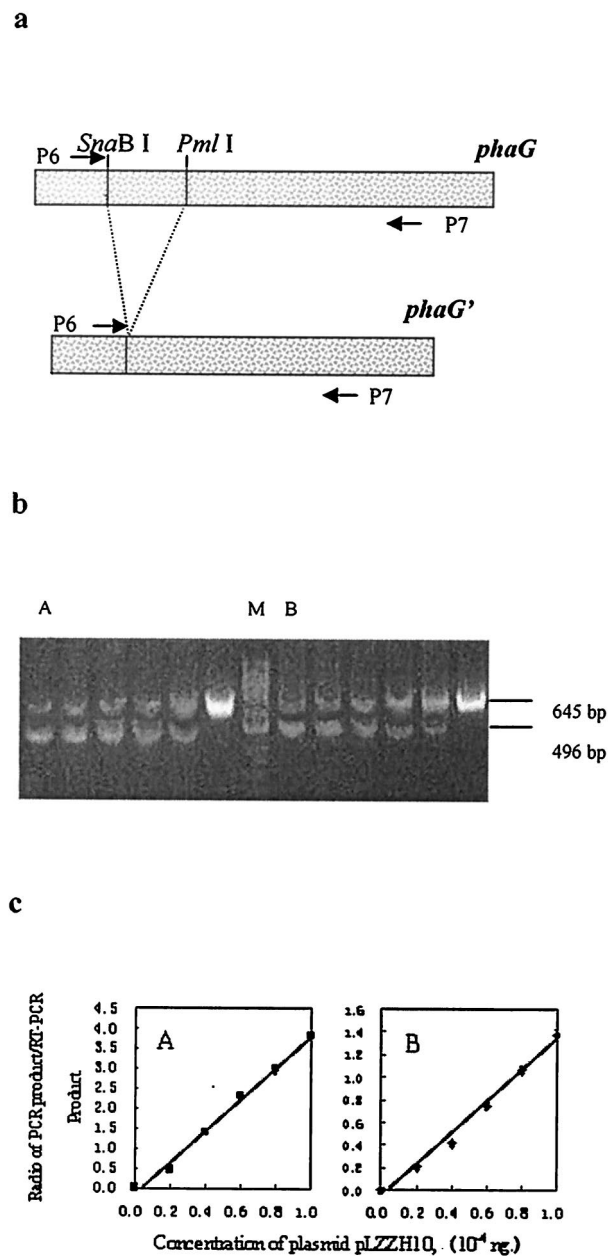 a
SnaB I PmlI phaG
P6
P7
phaG’
P6
P7
b
A M B
645 bp
496 bp
c
Radio of PCR product/RT-PCR
Product
4.5
4.0
3.5
3.0
2.5
2.0
1.5
1.0
0.5
0.0
A
0.0 0.2 0.4 0.6 0.8 1.0
1.6
1.4
1.2
1.0
0.8
0.6
0.4
0.2
0.0
B
0.0 0.2 0.4 0.6 0.8 1.0
Concentration of plasmid pLZZH10, (10⁻⁴ ng.)